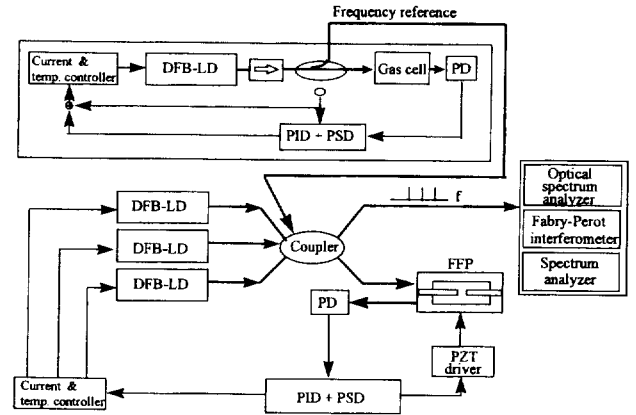 Frequency reference
Current &
temp. controller
DFB-LD
Gas cell
PD
PID + PSD
DFB-LD
DFB-LD
DFB-LD
Coupler
f
Optical
spectrum
analyzer
Fabry-Perot
interferometer
Spectrum
analyzer
FFP
PD
PZT
driver
Current &
temp. controller
PID + PSD